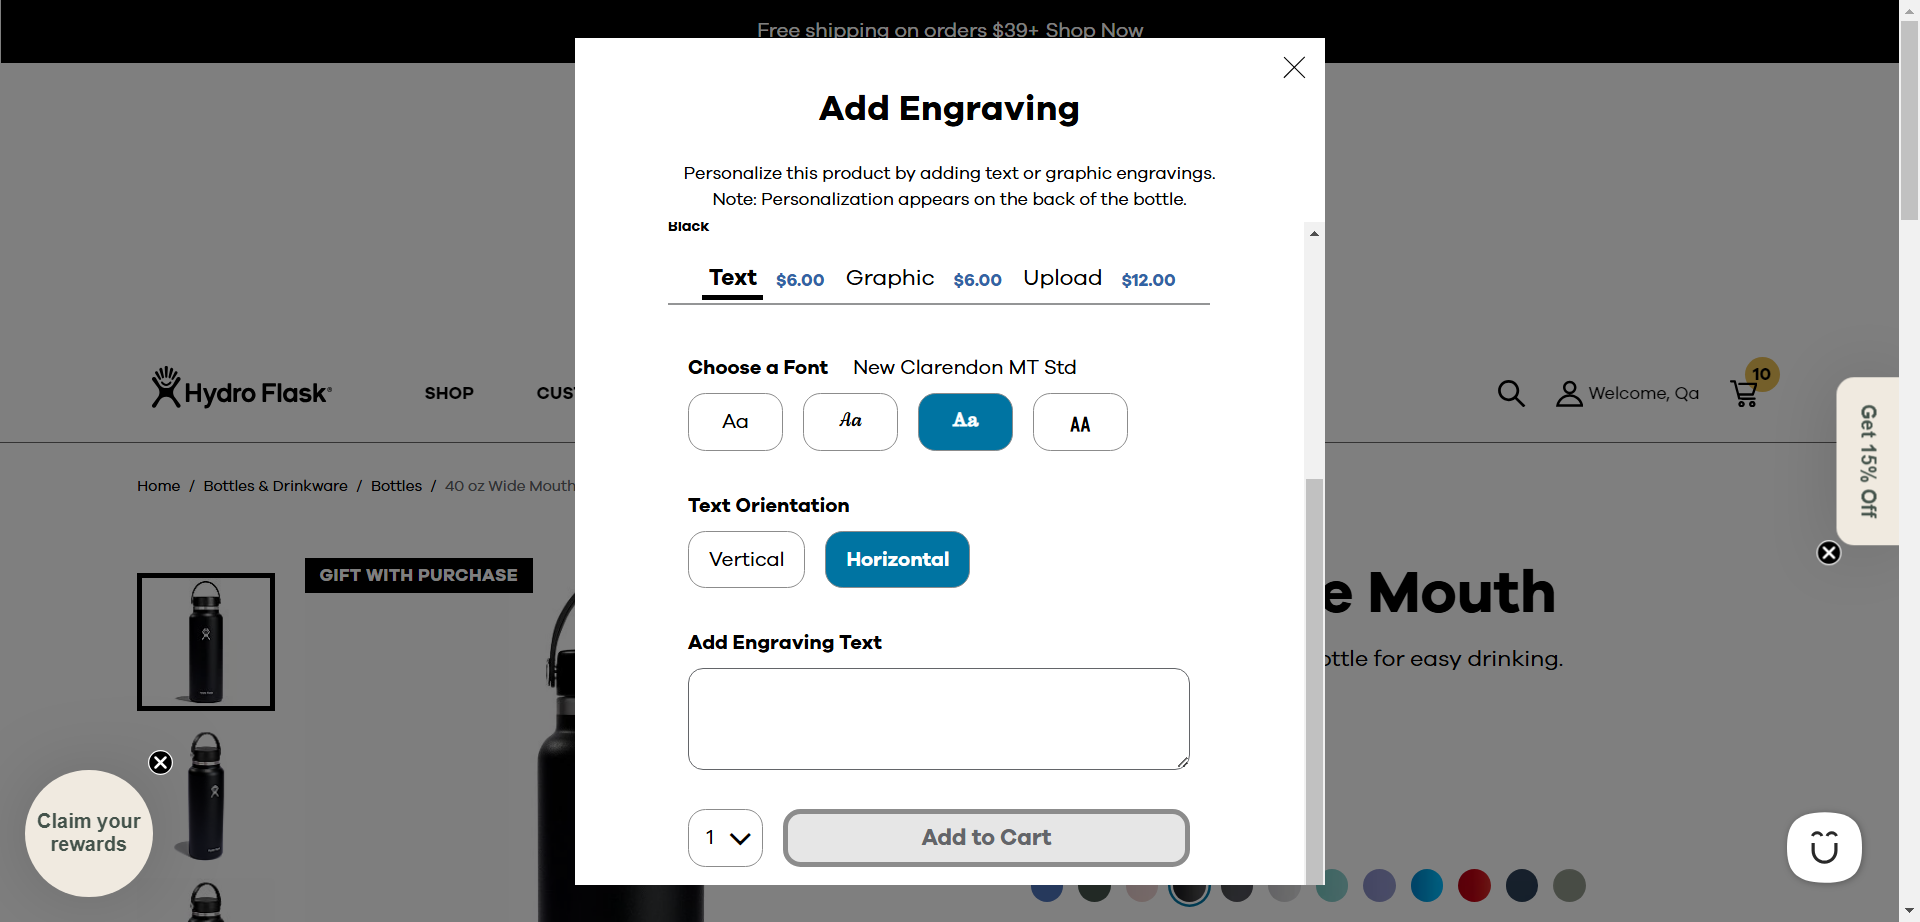 Free shipping on orders $39+ Shop Now
Add Engraving
Personalize this product by adding text or graphic engravings.
Note: Personalization appears on the back of the bottle.
Black
Text $6.00 Graphic $6.00 Upload $12.00
Choose a Font New Clarendon MT Std
Aa Aa Aa AA
Text Orientation
Vertical Horizontal
Add Engraving Text
1 Add to Cart
Hydro Flask®
SHOP CUS
10
Welcome, Qa
Home / Bottles & Drinkware / Bottles / 40 oz Wide Mouth
GIFT WITH PURCHASE
e Mouth
ottle for easy drinking.
Get 15% Off
Claim your
rewards